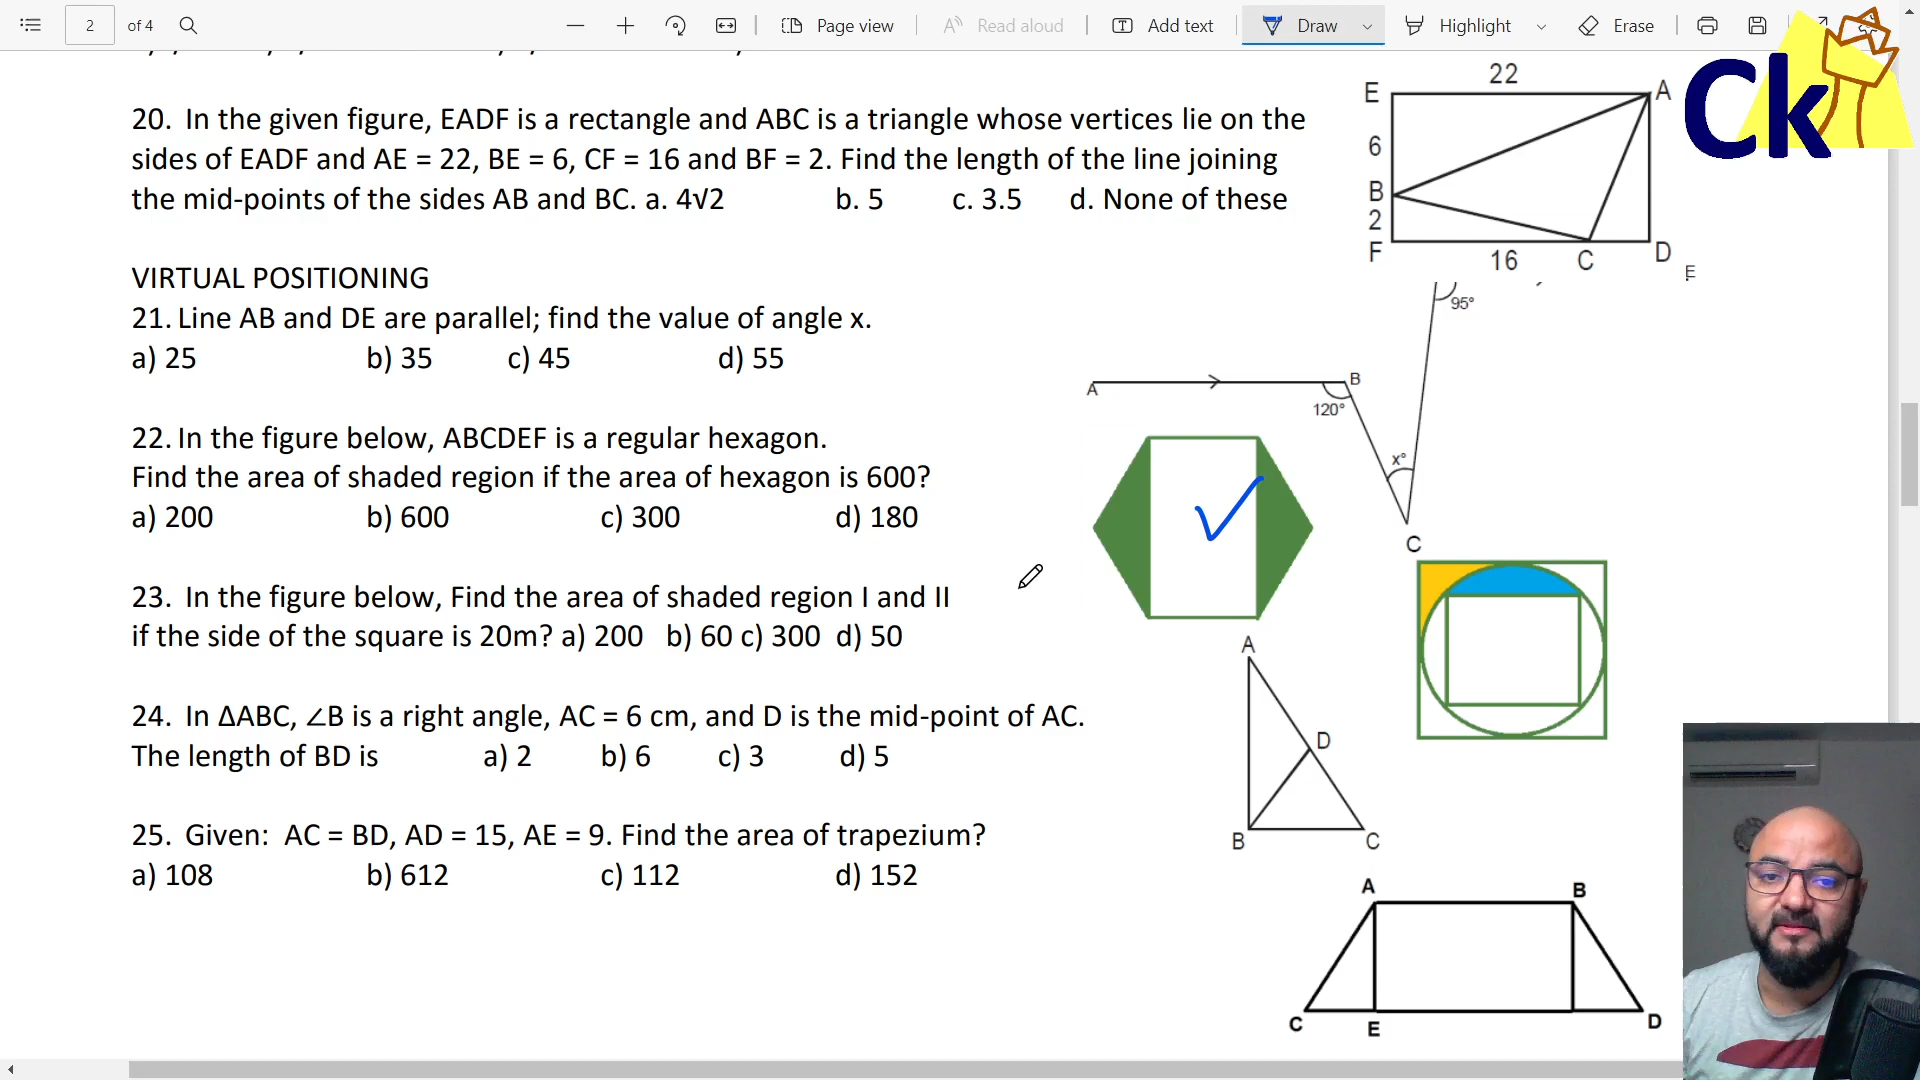 2 of 4 Page view Read aloud Add text Draw Highlight Erase
Ck
20. In the given figure, EADF is a rectangle and ABC is a triangle whose vertices lie on the
sides of EADF and AE = 22, BE = 6, CF = 16 and BF = 2. Find the length of the line joining
the mid-points of the sides AB and BC. a. 4√2 b. 5 c. 3.5 d. None of these
22
E A
6
B
2
F 16 C D
E
VIRTUAL POSITIONING
21. Line AB and DE are parallel; find the value of angle x.
a) 25 b) 35 c) 45 d) 55
95°
A B
120°
x°
C
22. In the figure below, ABCDEF is a regular hexagon.
Find the area of shaded region if the area of hexagon is 600?
a) 200 b) 600 c) 300 d) 180
23. In the figure below, Find the area of shaded region I and II
if the side of the square is 20m? a) 200 b) 60 c) 300 d) 50
24. In ΔABC, ∠B is a right angle, AC = 6 cm, and D is the mid-point of AC.
The length of BD is a) 2 b) 6 c) 3 d) 5
A
D
B C
25. Given: AC = BD, AD = 15, AE = 9. Find the area of trapezium?
a) 108 b) 612 c) 112 d) 152
A B
C E D